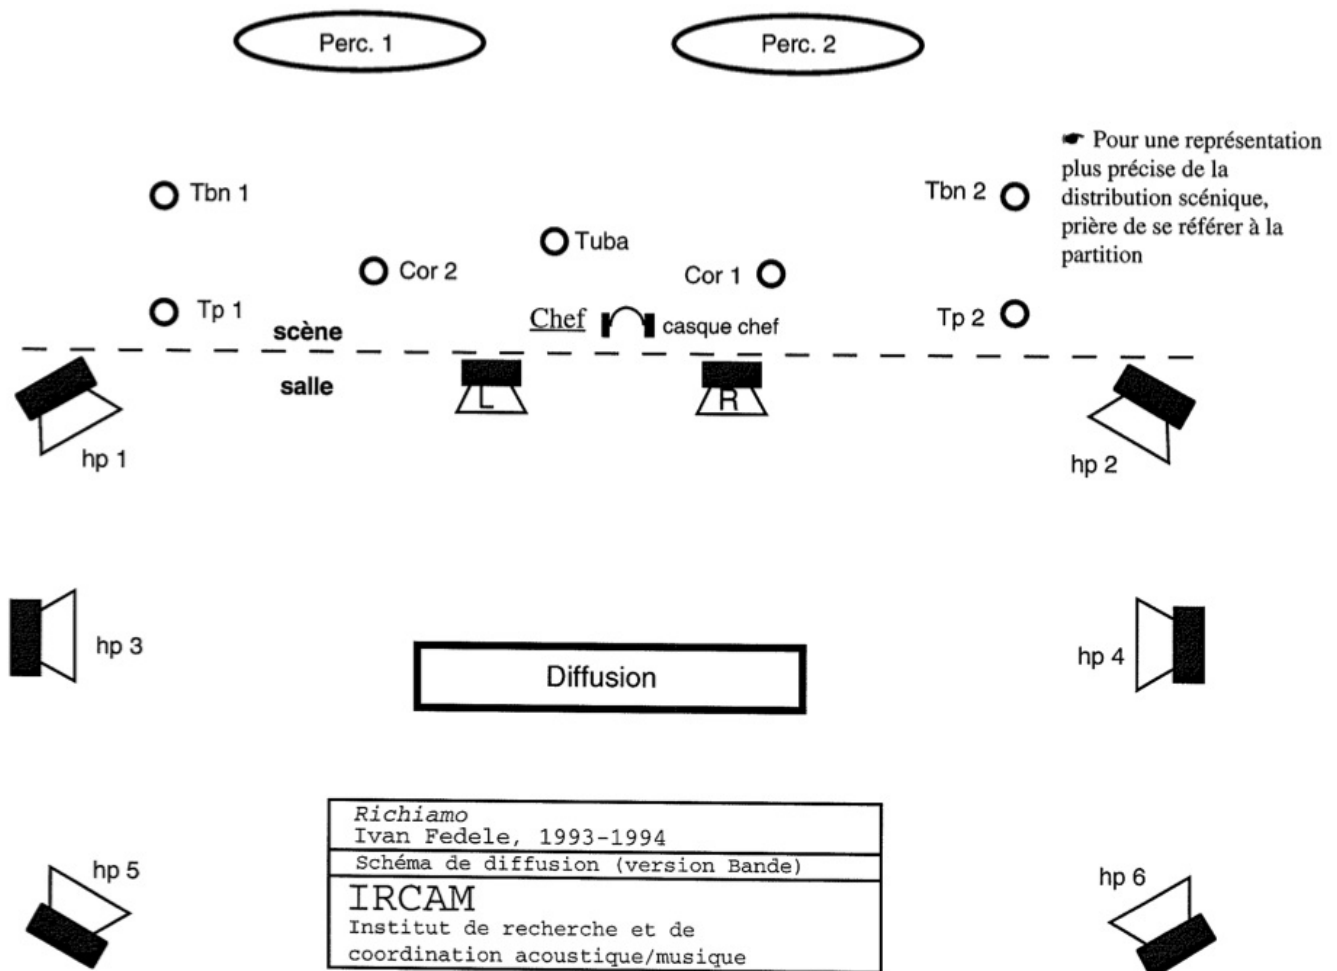 Perc. 1
Perc. 2
☛ Pour une représentation
plus précise de la
distribution scénique,
prière de se référer à la
partition
Tbn 1
Tbn 2
Tuba
Cor 2
Cor 1
Tp 1
Chef
casque chef
Tp 2
scène
salle
L
R
hp 1
hp 2
hp 3
hp 4
Diffusion
Richiamo
Ivan Fedele, 1993-1994
Schéma de diffusion (version Bande)
IRCAM
Institut de recherche et de
coordination acoustique/musique
hp 5
hp 6